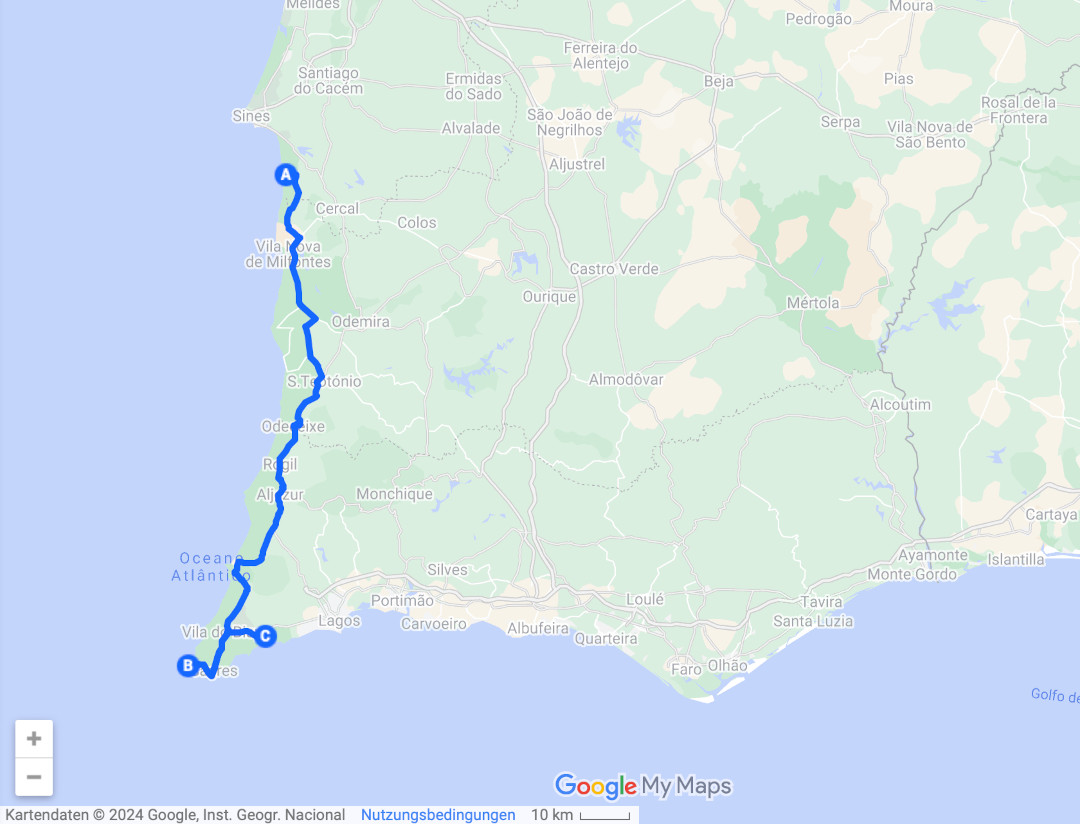 Melides
Moura
Pedrogão
Ferreira do
Alentejo
Santiago
do Cacém
Ermidas
do Sado
Beja
Pias
Rosal de la
Frontera
Sines
São João de
Negrilhos
Serpa
Alvalade
Vila Nova de
São Bento
Aljustrel
A
Cercal
Colos
Vila Nova
de Milfontes
Castro Verde
Ourique
Mértola
Odemira
S.Teotónio
Almodôvar
Alcoutim
Odeceixe
Rogil
Aljezur
Monchique
Cartaya
Oceano
Atlântico
Ayamonte
Islantilla
Silves
Monte Gordo
Portimão
Loulé
Tavira
Lagos
Carvoeiro
Albufeira
Santa Luzia
Vila do Bi
C
Quarteira
B
Sagres
Faro
Olhão
Golfo de
+
−
Google My Maps
Kartendaten © 2024 Google, Inst. Geogr. Nacional Nutzungsbedingungen 10 km